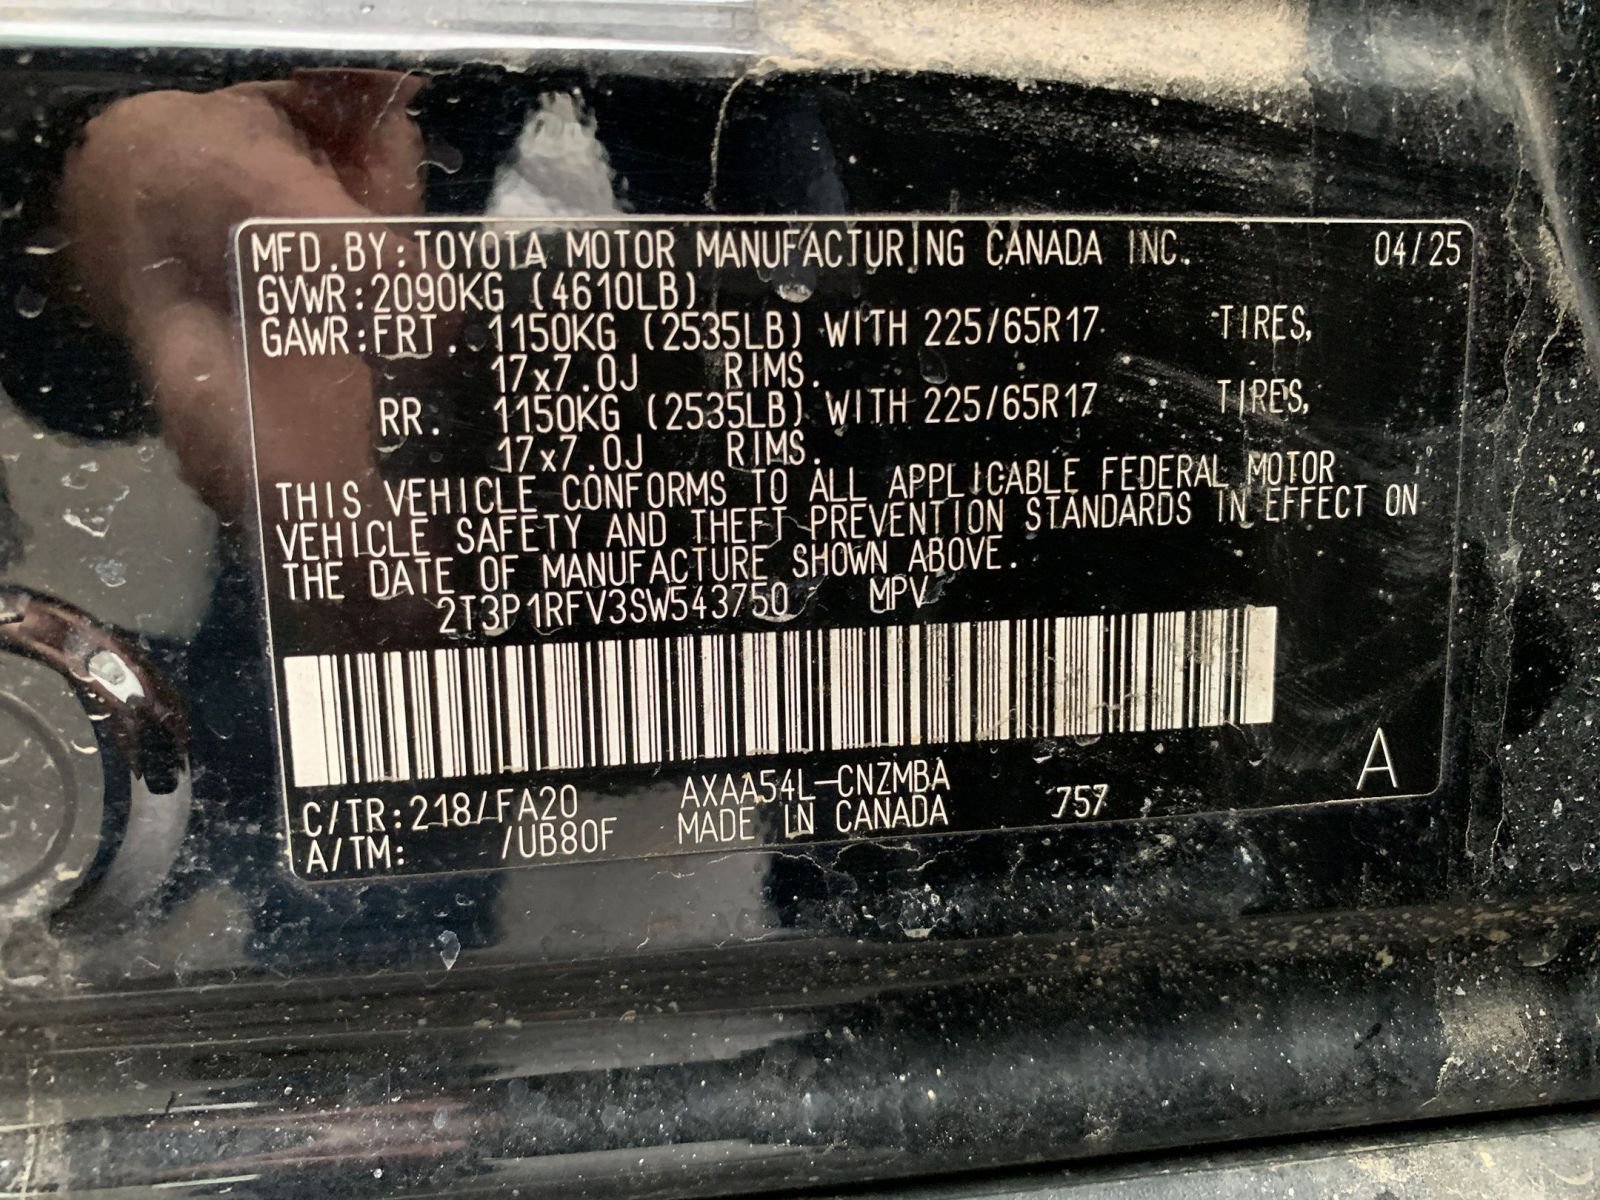 MFD.BY:TOYOTA MOTOR MANUFACTURING CANADA INC. 04/25
GVWR:2090KG (4610LB)
GAWR:FRT. 1150KG (2535LB) WITH 225/65R17 TIRES,
17x7.0J RIMS.
RR. 1150KG (2535LB) WITH 225/65R17 TIRES,
17x7.0J RIMS.
THIS VEHICLE CONFORMS TO ALL APPLICABLE FEDERAL MOTOR
VEHICLE SAFETY AND THEFT PREVENTION STANDARDS IN EFFECT ON
THE DATE OF MANUFACTURE SHOWN ABOVE.
2T3P1RFV3SW543750 MPV
A
C/TR:218/FA20 AXAA54L-CNZMBA 757
A/TM: /UB80F MADE IN CANADA